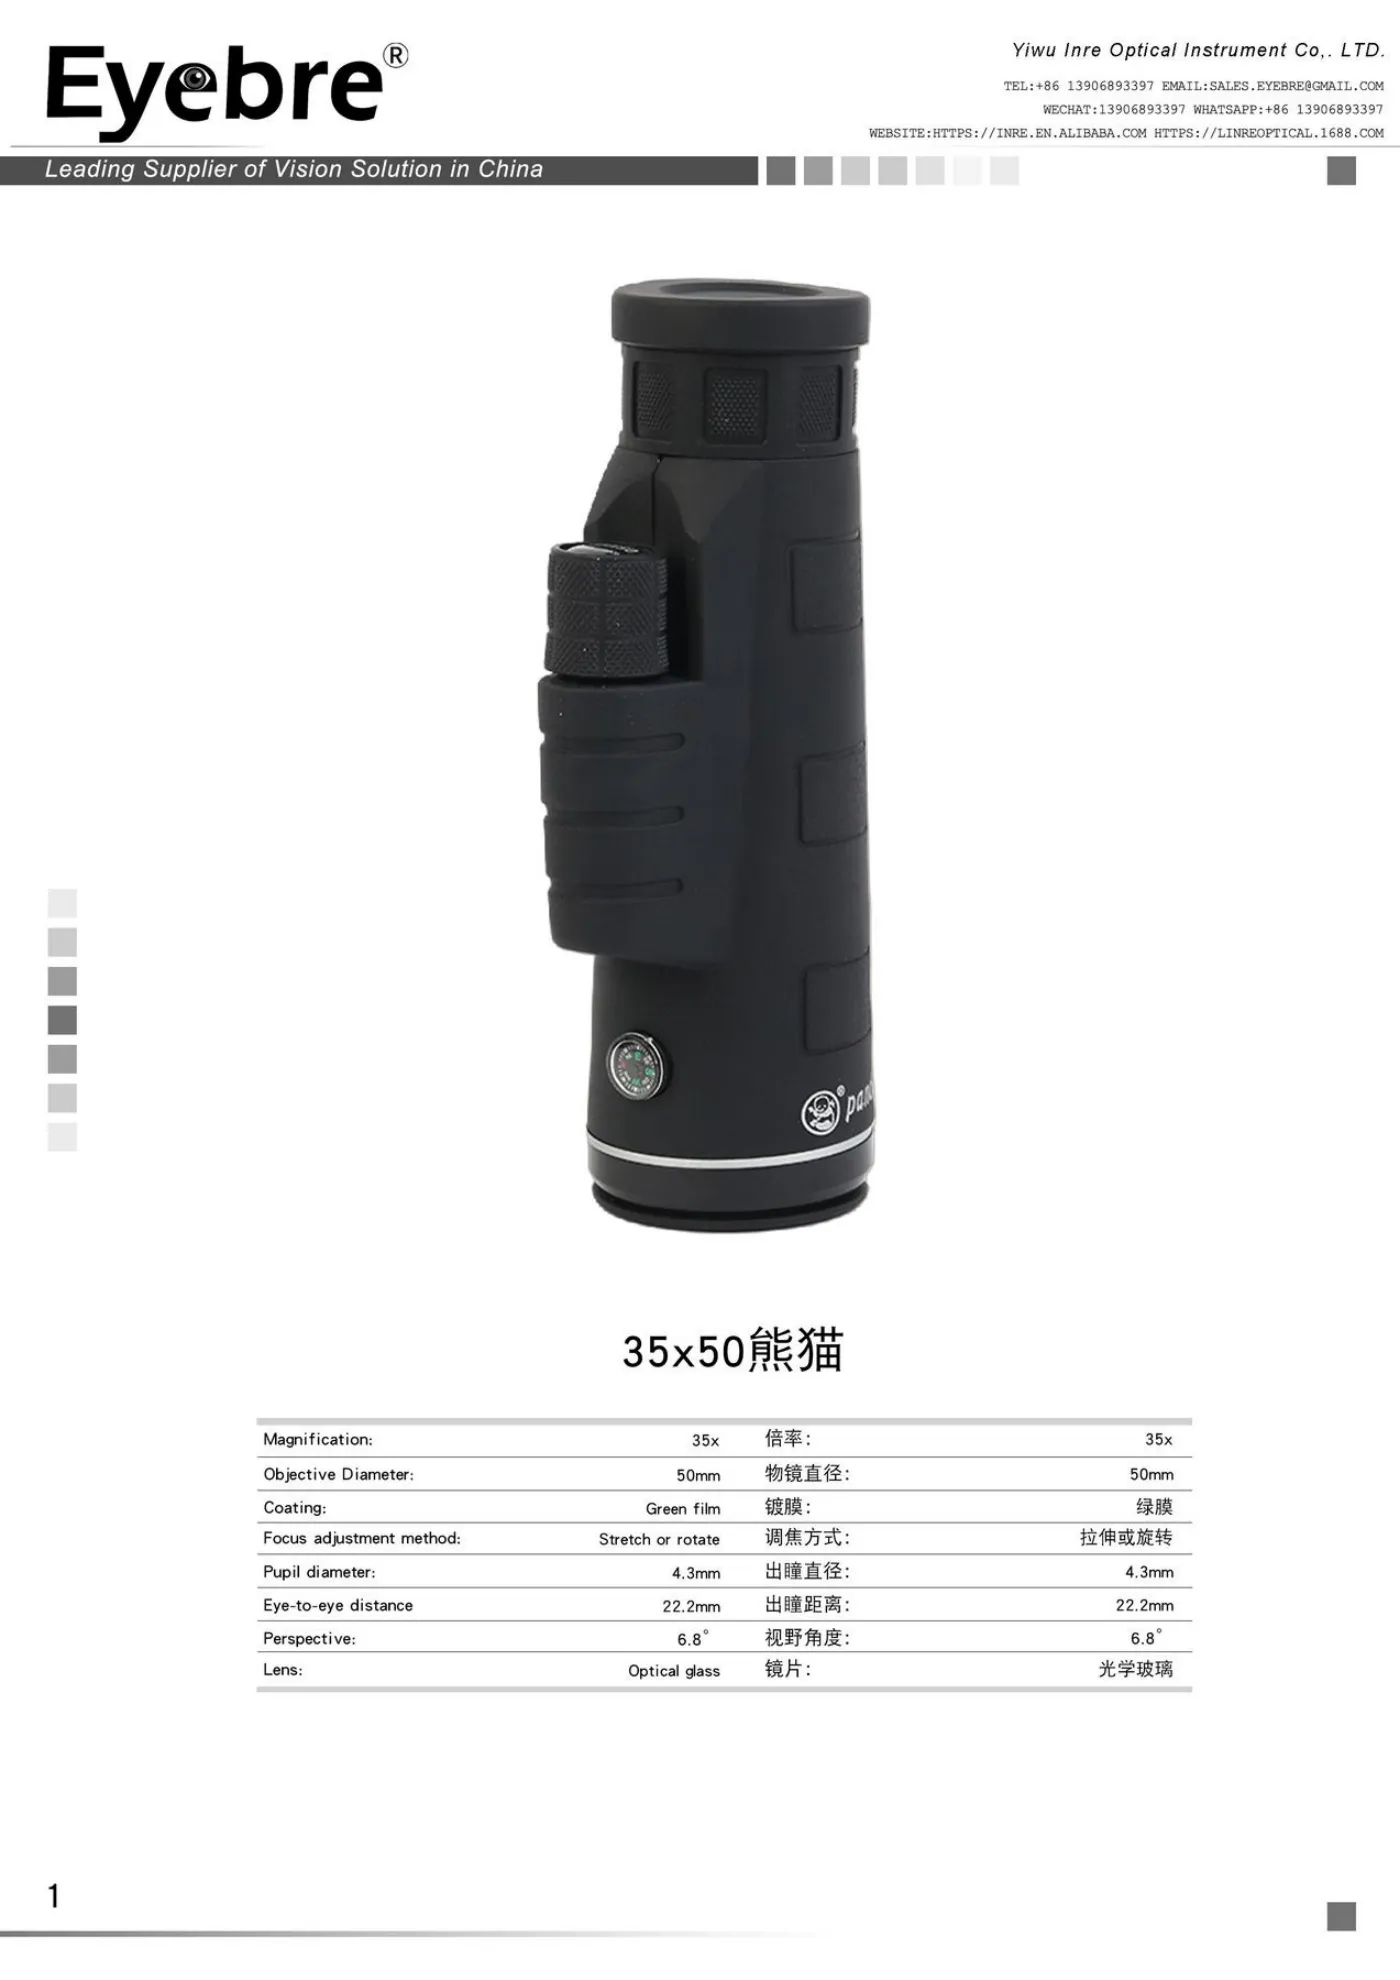 Eyebre®
Yiwu Inre Optical Instrument Co,. LTD.
TEL:+86 13906893397 EMAIL:SALES.EYEBRE@GMAIL.COM
WECHAT:13906893397 WHATSAPP:+86 13906893397
WEBSITE:HTTPS://INRE.EN.ALIBABA.COM HTTPS://LINREOPTICAL.1688.COM
Leading Supplier of Vision Solution in China
35x50熊猫
Magnification: 35x 倍率: 35x
Objective Diameter: 50mm 物镜直径: 50mm
Coating: Green film 镀膜: 绿膜
Focus adjustment method: Stretch or rotate 调焦方式: 拉伸或旋转
Pupil diameter: 4.3mm 出瞳直径: 4.3mm
Eye-to-eye distance 22.2mm 出瞳距离: 22.2mm
Perspective: 6.8° 视野角度: 6.8°
Lens: Optical glass 镜片: 光学玻璃
1